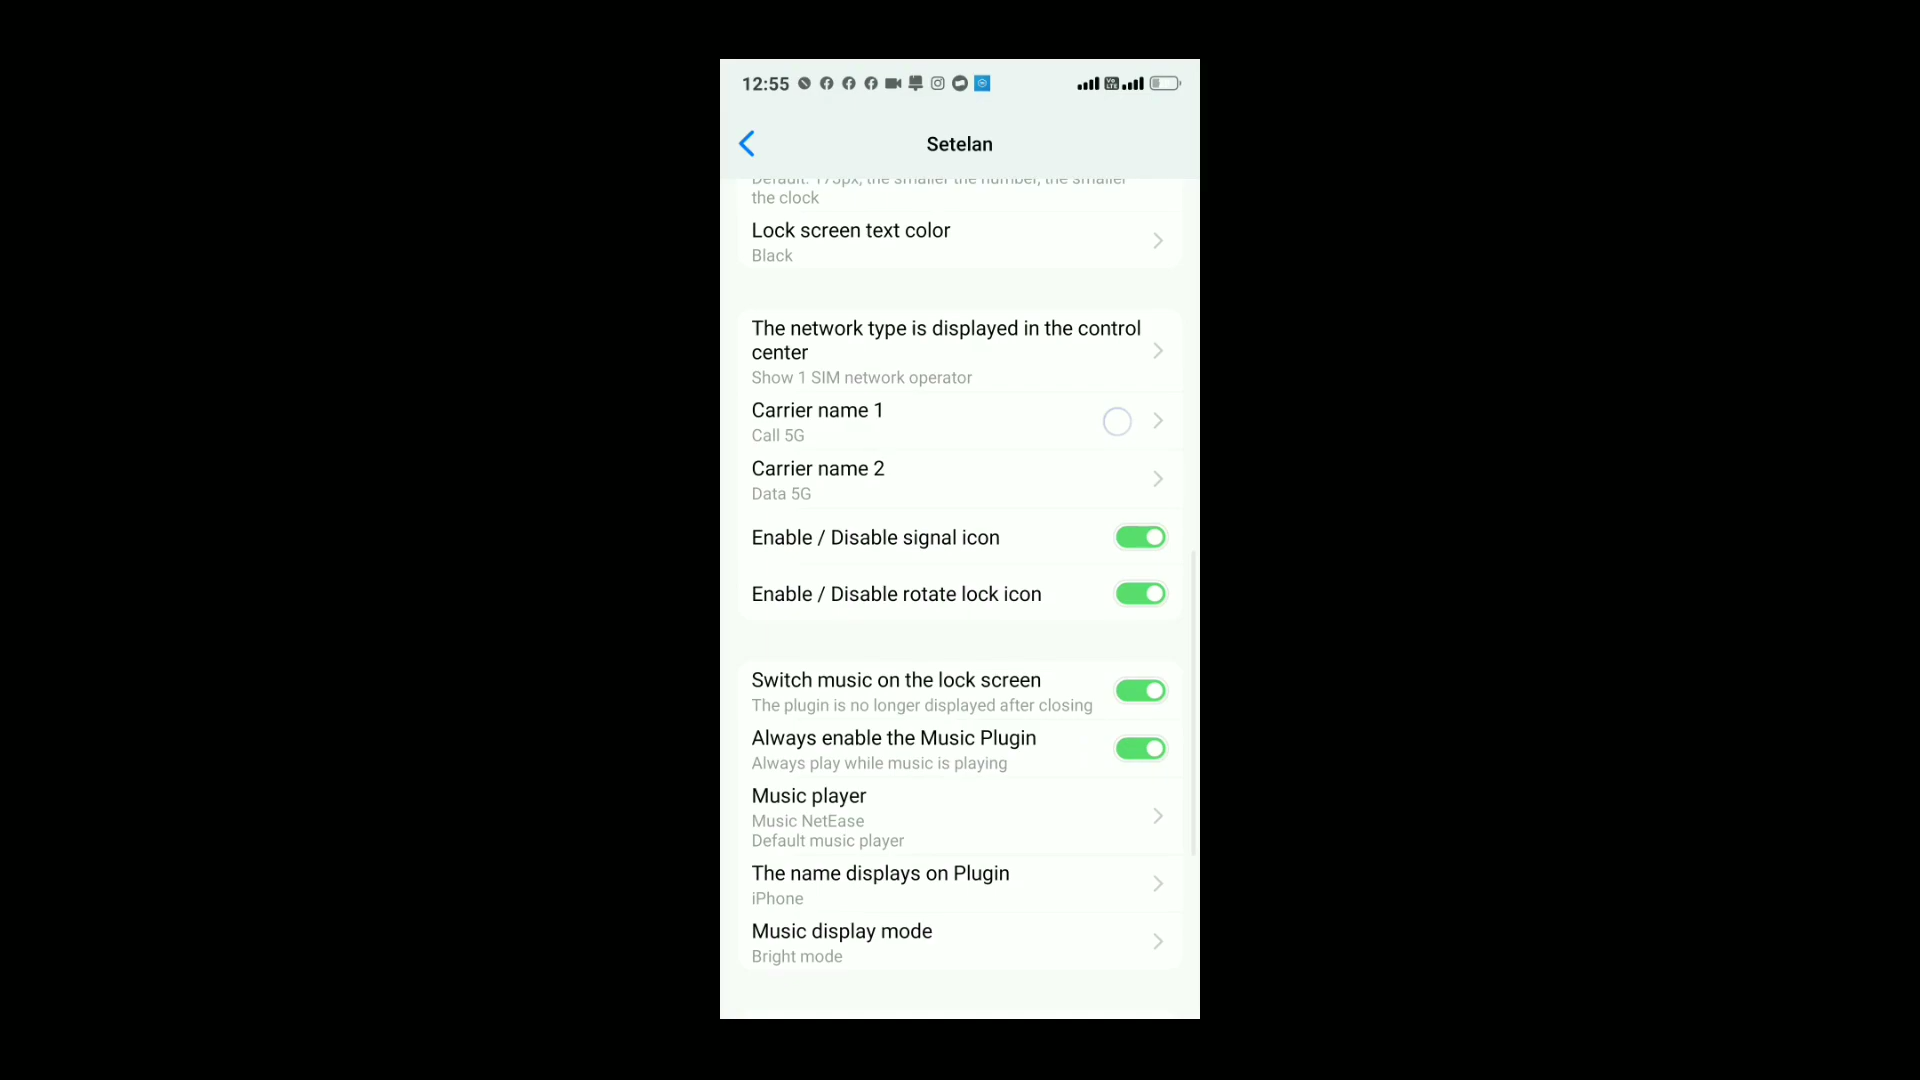 12:55
Setelan
Default: 175px, the smaller the number, the smaller
the clock
Lock screen text color
Black
The network type is displayed in the control
center
Show 1 SIM network operator
Carrier name 1
Call 5G
Carrier name 2
Data 5G
Enable / Disable signal icon
Enable / Disable rotate lock icon
Switch music on the lock screen
The plugin is no longer displayed after closing
Always enable the Music Plugin
Always play while music is playing
Music player
Music NetEase
Default music player
The name displays on Plugin
iPhone
Music display mode
Bright mode